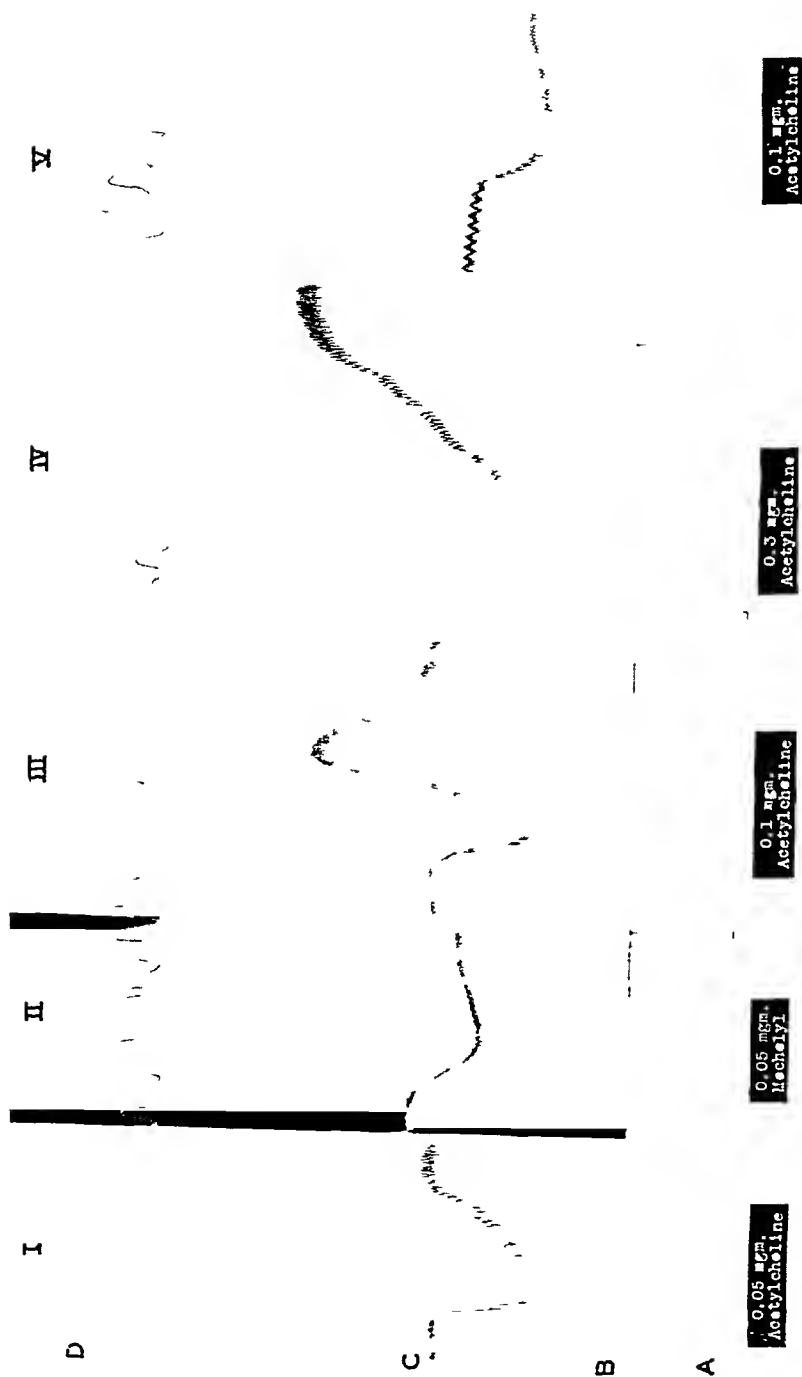 I
II
III
IV
V
D
C
B
A
0.05 mgm.
Acetylcholine
0.05 mgm.
Mecholyl
0.1 mgm.
Acetylcholine
0.3 mgm.
Acetylcholine
0.1 mgm.
Acetylcholine